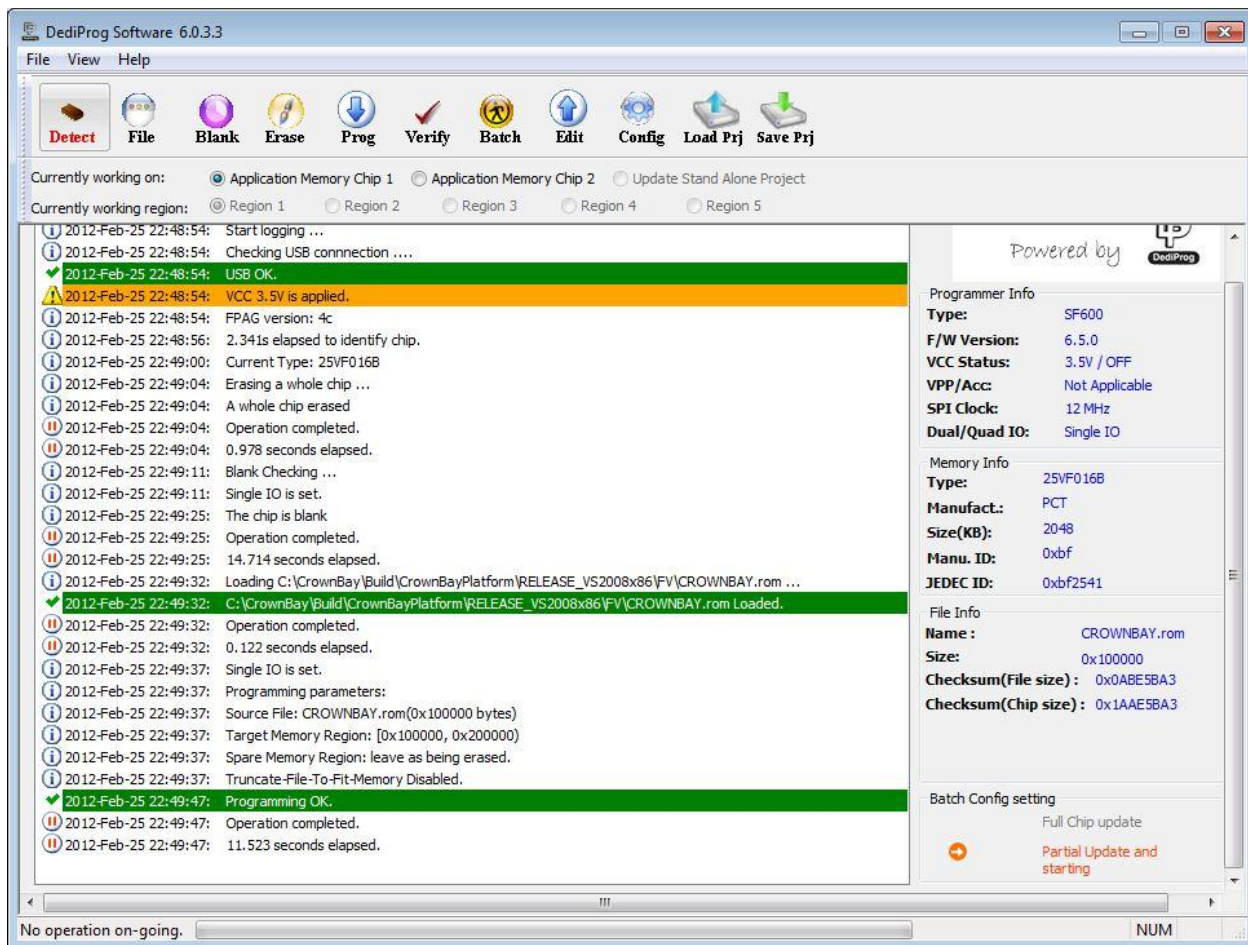 DediProg Software 6.0.3.3
File View Help
Detect File Blank Erase Prog Verify Batch Edit Config Load Prj Save Prj
Currently working on: Application Memory Chip 1 Application Memory Chip 2 Update Stand Alone Project
Currently working region: Region 1 Region 2 Region 3 Region 4 Region 5
2012-Feb-25 22:48:54: Start logging ...
2012-Feb-25 22:48:54: Checking USB connnection ....
2012-Feb-25 22:48:54: USB OK.
2012-Feb-25 22:48:54: VCC 3.5V is applied.
2012-Feb-25 22:48:54: FPAG version: 4c
2012-Feb-25 22:48:56: 2.341s elapsed to identify chip.
2012-Feb-25 22:49:00: Current Type: 25VF016B
2012-Feb-25 22:49:04: Erasing a whole chip ...
2012-Feb-25 22:49:04: A whole chip erased
2012-Feb-25 22:49:04: Operation completed.
2012-Feb-25 22:49:04: 0.978 seconds elapsed.
2012-Feb-25 22:49:11: Blank Checking ...
2012-Feb-25 22:49:11: Single IO is set.
2012-Feb-25 22:49:25: The chip is blank
2012-Feb-25 22:49:25: Operation completed.
2012-Feb-25 22:49:25: 14.714 seconds elapsed.
2012-Feb-25 22:49:32: Loading C:\CrownBay\Build\CrownBayPlatform\RELEASE_VS2008x86\FV\CROWNBAY.rom ...
2012-Feb-25 22:49:32: C:\CrownBay\Build\CrownBayPlatform\RELEASE_VS2008x86\FV\CROWNBAY.rom Loaded.
2012-Feb-25 22:49:32: Operation completed.
2012-Feb-25 22:49:32: 0.122 seconds elapsed.
2012-Feb-25 22:49:37: Single IO is set.
2012-Feb-25 22:49:37: Programming parameters:
2012-Feb-25 22:49:37: Source File: CROWNBAY.rom(0x100000 bytes)
2012-Feb-25 22:49:37: Target Memory Region: [0x100000, 0x200000)
2012-Feb-25 22:49:37: Spare Memory Region: leave as being erased.
2012-Feb-25 22:49:37: Truncate-File-To-Fit-Memory Disabled.
2012-Feb-25 22:49:47: Programming OK.
2012-Feb-25 22:49:47: Operation completed.
2012-Feb-25 22:49:47: 11.523 seconds elapsed.
Powered by DediProg
Programmer Info
Type: SF600
F/W Version: 6.5.0
VCC Status: 3.5V / OFF
VPP/Acc: Not Applicable
SPI Clock: 12 MHz
Dual/Quad IO: Single IO
Memory Info
Type: 25VF016B
Manufact.: PCT
Size(KB): 2048
Manu. ID: 0xbf
JEDEC ID: 0xbf2541
File Info
Name : CROWNBAY.rom
Size: 0x100000
Checksum(File size) : 0x0ABE5BA3
Checksum(Chip size) : 0x1AAE5BA3
Batch Config setting
Full Chip update
Partial Update and
starting
No operation on-going. NUM